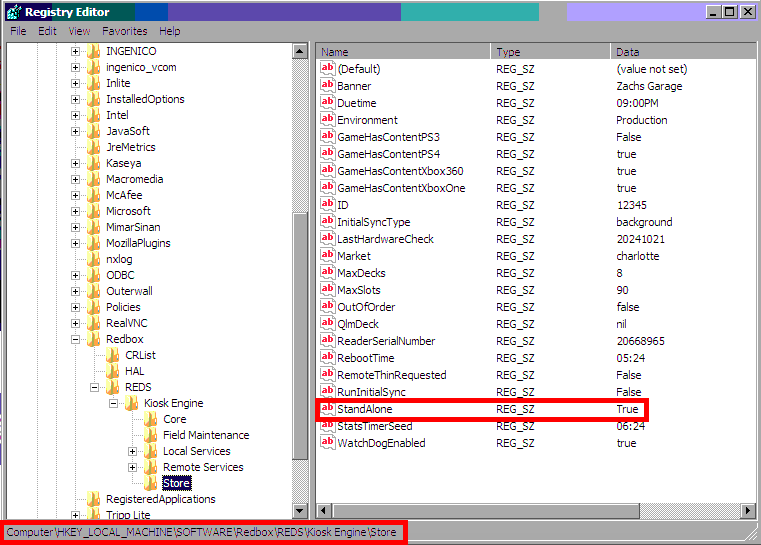 Registry Editor
File Edit View Favorites Help
INGENICO
ingenico_vcom
Inlite
InstalledOptions
Intel
JavaSoft
JreMetrics
Kaseya
Macromedia
McAfee
Microsoft
MimarSinan
MozillaPlugins
nxlog
ODBC
Outerwall
Policies
RealVNC
Redbox
CRList
HAL
REDS
Kiosk Engine
Core
Field Maintenance
Local Services
Remote Services
Store
RegisteredApplications
Tripp Lite
Name Type Data
(Default) REG_SZ (value not set)
Banner REG_SZ Zachs Garage
Duetime REG_SZ 09:00PM
Environment REG_SZ Production
GameHasContentPS3 REG_SZ False
GameHasContentPS4 REG_SZ true
GameHasContentXbox360 REG_SZ true
GameHasContentXboxOne REG_SZ true
ID REG_SZ 12345
InitialSyncType REG_SZ background
LastHardwareCheck REG_SZ 20241021
Market REG_SZ charlotte
MaxDecks REG_SZ 8
MaxSlots REG_SZ 90
OutOfOrder REG_SZ false
QlmDeck REG_SZ nil
ReaderSerialNumber REG_SZ 20668965
RebootTime REG_SZ 05:24
RemoteThinRequested REG_SZ False
RunInitialSync REG_SZ False
StandAlone REG_SZ True
StatsTimerSeed REG_SZ 06:24
WatchDogEnabled REG_SZ true
Computer\HKEY_LOCAL_MACHINE\SOFTWARE\Redbox\REDS\Kiosk Engine\Store